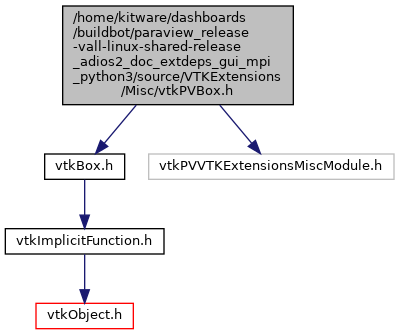 /home/kitware/dashboards
/buildbot/paraview_release
-vall-linux-shared-release
_adios2_doc_extdeps_gui_mpi
_python3/source/VTKExtensions
/Misc/vtkPVBox.h
vtkBox.h
vtkPVVTKExtensionsMiscModule.h
vtkImplicitFunction.h
vtkObject.h